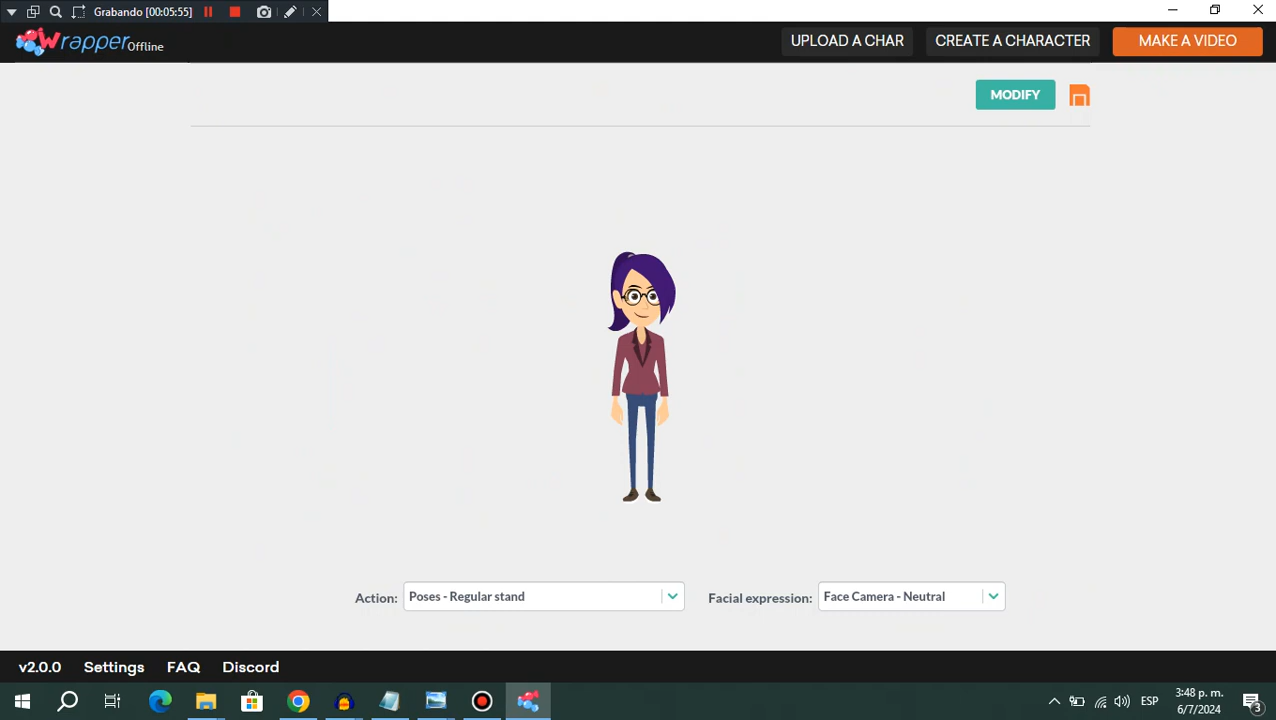 Grabando [00:05:55]
Wrapper Offline
UPLOAD A CHAR
CREATE A CHARACTER
MAKE A VIDEO
MODIFY
Action:
Poses - Regular stand
Facial expression:
Face Camera - Neutral
v2.0.0
Settings
FAQ
Discord
ESP
3:48 p. m.
6/7/2024
3